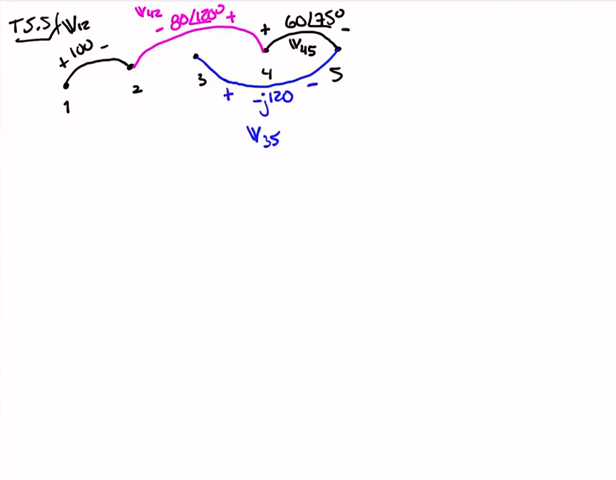 T5.5/ V12
+ 100 -
V42
- 80/120° +
+ 60/75° -
V45
1
2
3
4
5
+ -j120 -
V35